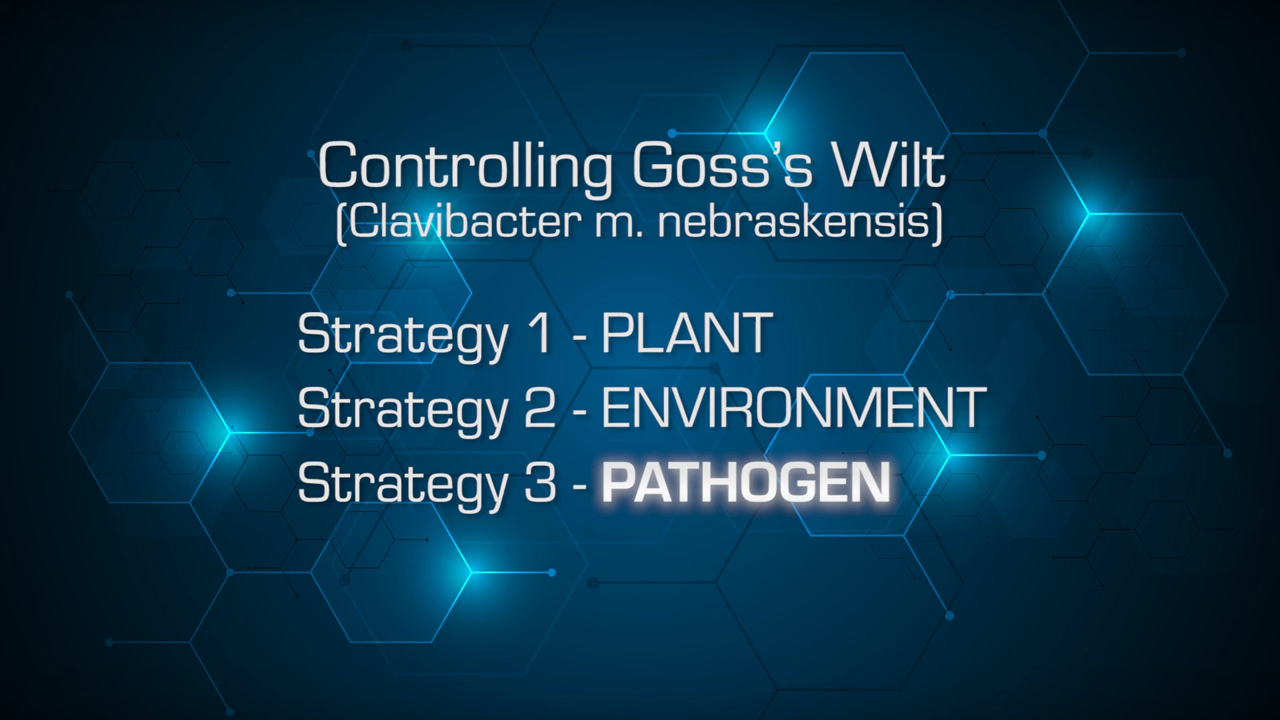 Controlling Goss’s Wilt
(Clavibacter m. nebraskensis)
Strategy 1 - PLANT
Strategy 2 - ENVIRONMENT
Strategy 3 - PATHOGEN